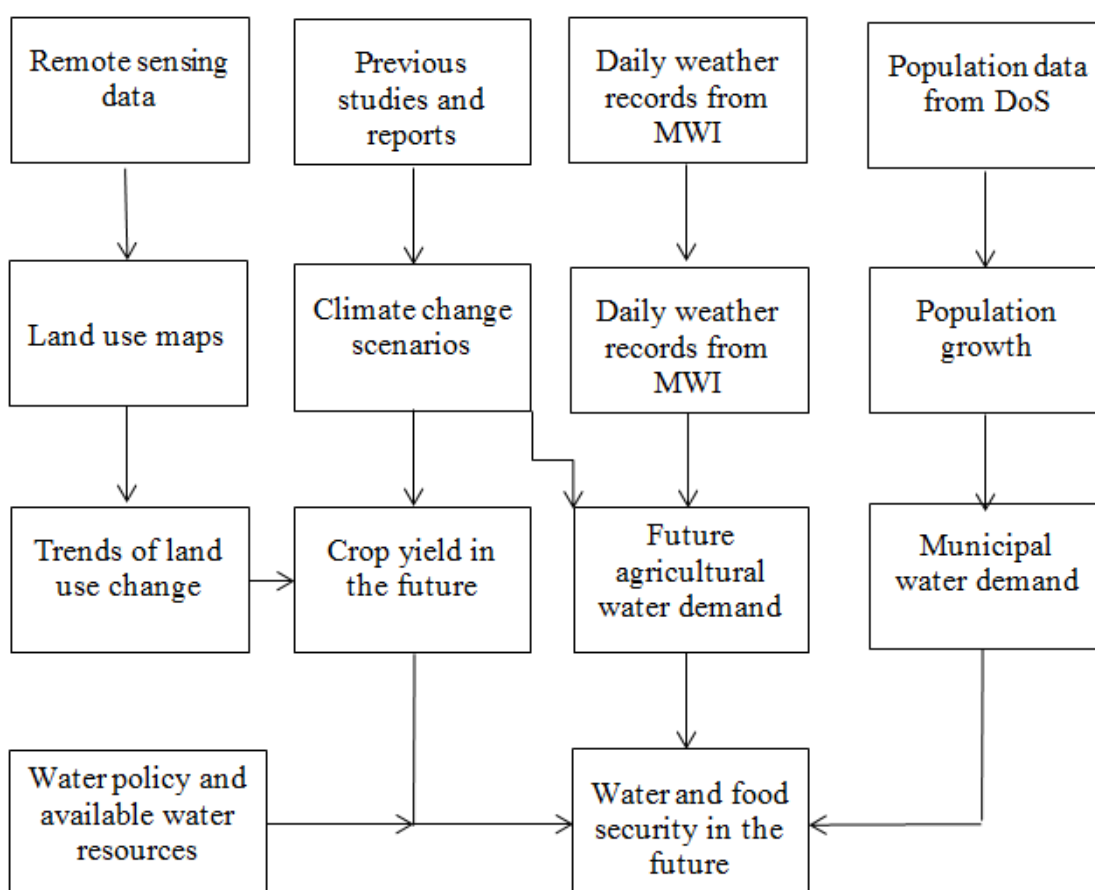 Remote sensing
data
Previous
studies and
reports
Daily weather
records from
MWI
Population data
from DoS
Land use maps
Climate change
scenarios
Daily weather
records from
MWI
Population
growth
Trends of land
use change
Crop yield in
the future
Future
agricultural
water demand
Municipal
water demand
Water policy and
available water
resources
Water and food
security in the
future